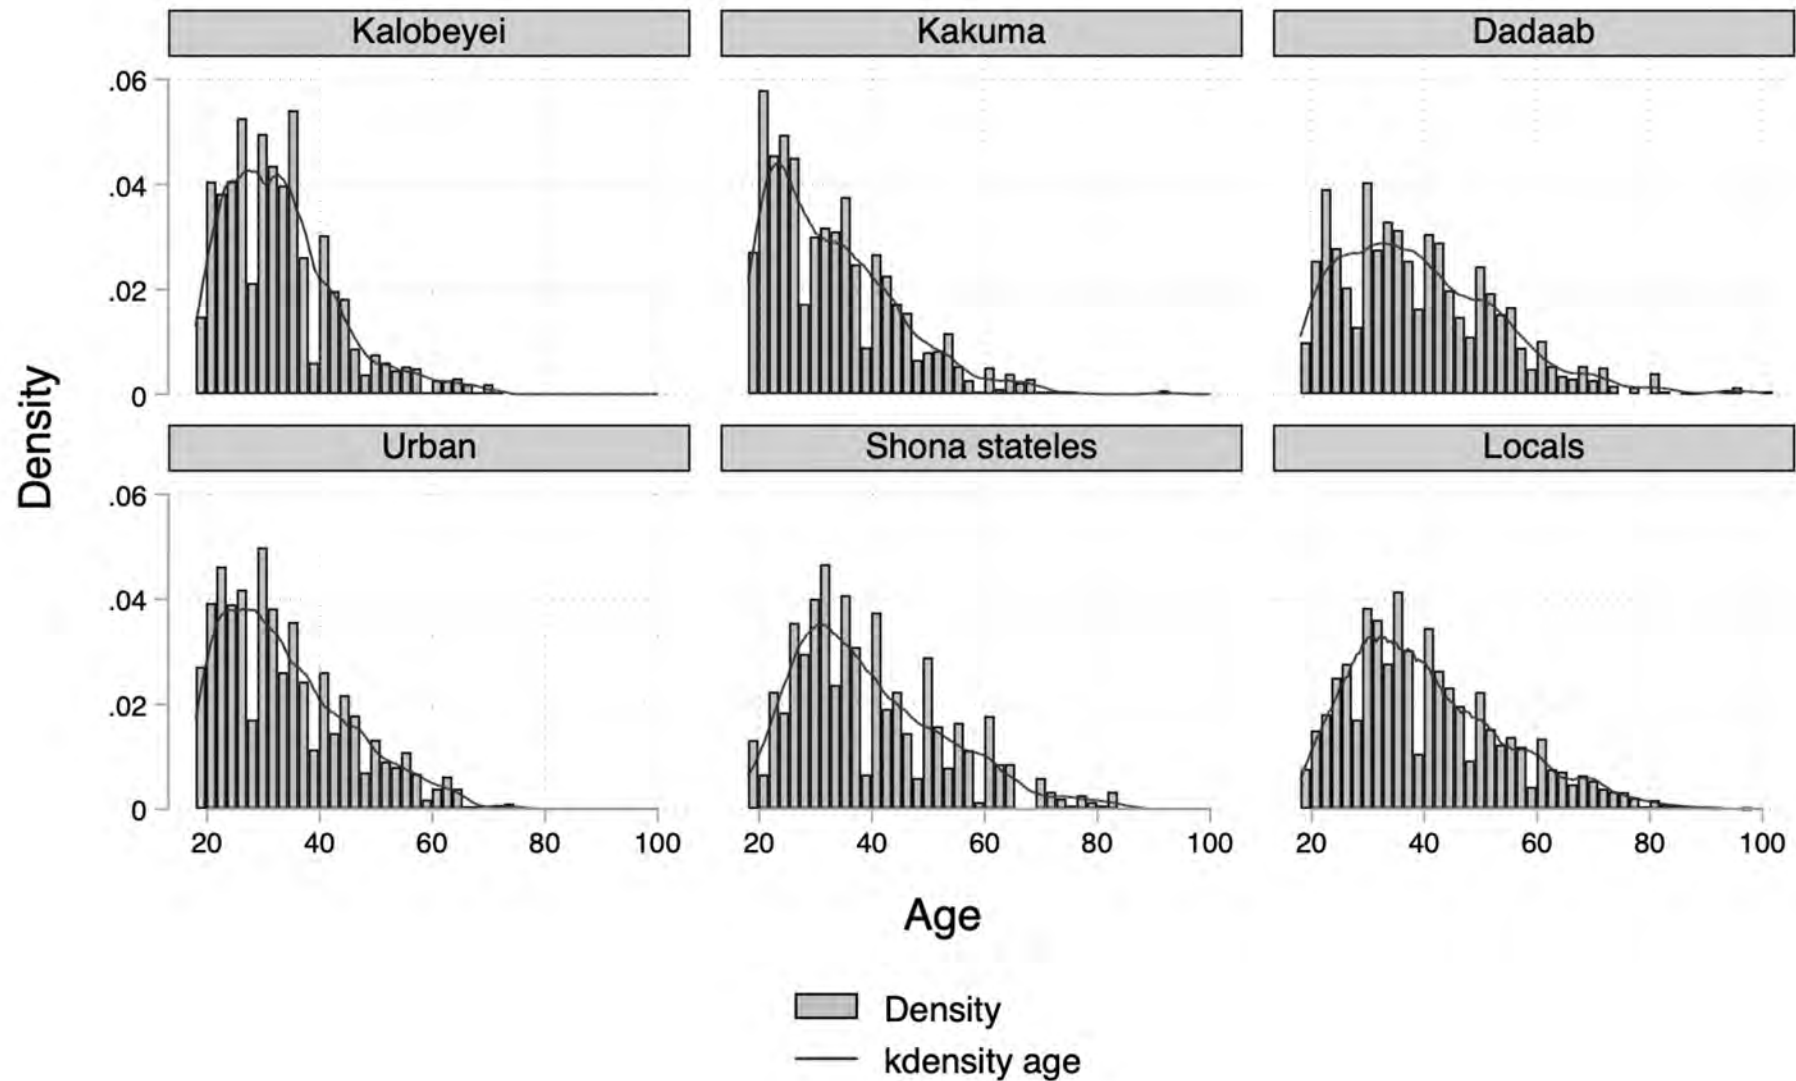 Kalobeyei Kakuma Dadaab
.06
.04
.02
0
Urban Shona stateles Locals
.06
.04
.02
0
20 40 60 80 100 20 40 60 80 100 20 40 60 80 100
Density
Age
Density
kdensity age